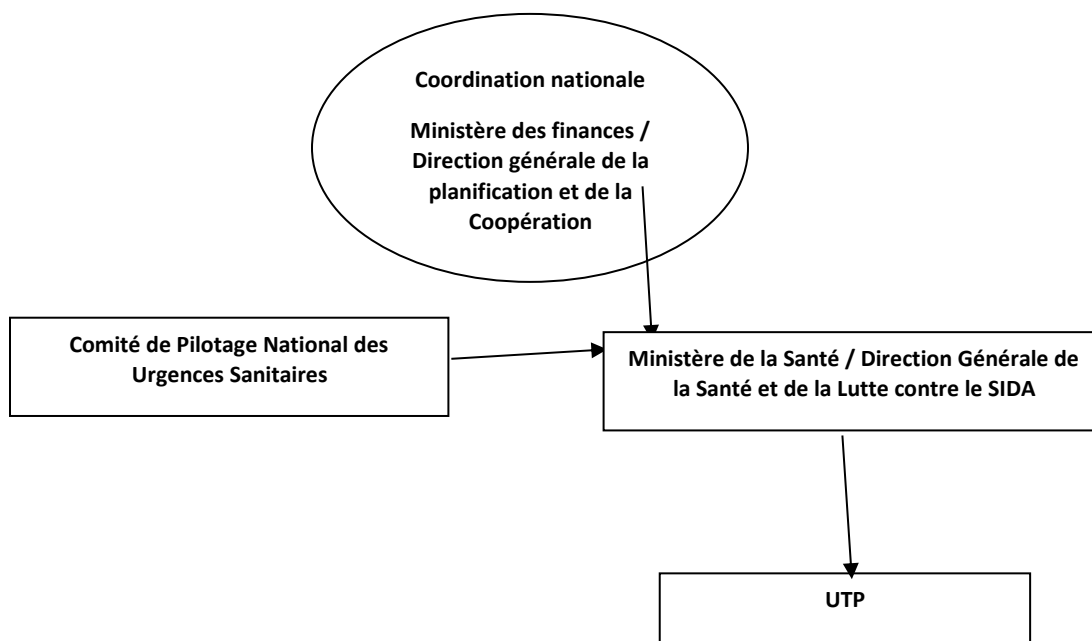 Coordination nationale
Ministère des finances /
Direction générale de la
planification et de la
Coopération
Comité de Pilotage National des
Urgences Sanitaires
Ministère de la Santé / Direction Générale de
la Santé et de la Lutte contre le SIDA
UTP